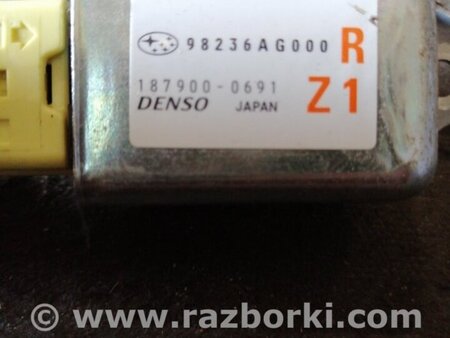 98236AG000 R
187900-0691
DENSO JAPAN Z1
© www.razborki.com